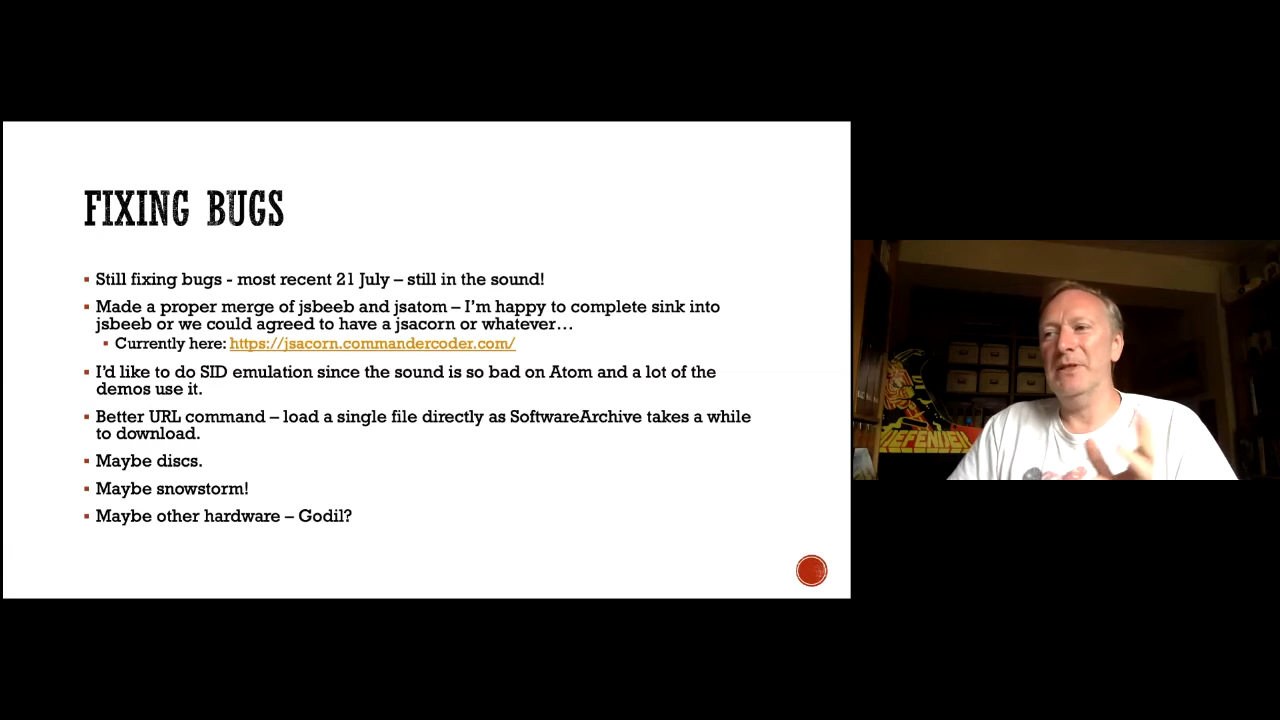 FIXING BUGS
Still fixing bugs - most recent 21 July – still in the sound!
Made a proper merge of jsbeeb and jsatom – I'm happy to complete sink into
jsbeeb or we could agreed to have a jsacorn or whatever…
Currently here: https://jsacorn.commandercoder.com/
I'd like to do SID emulation since the sound is so bad on Atom and a lot of the
demos use it.
Better URL command – load a single file directly as SoftwareArchive takes a while
to download.
Maybe discs.
Maybe snowstorm!
Maybe other hardware – Godil?
DEFENDER